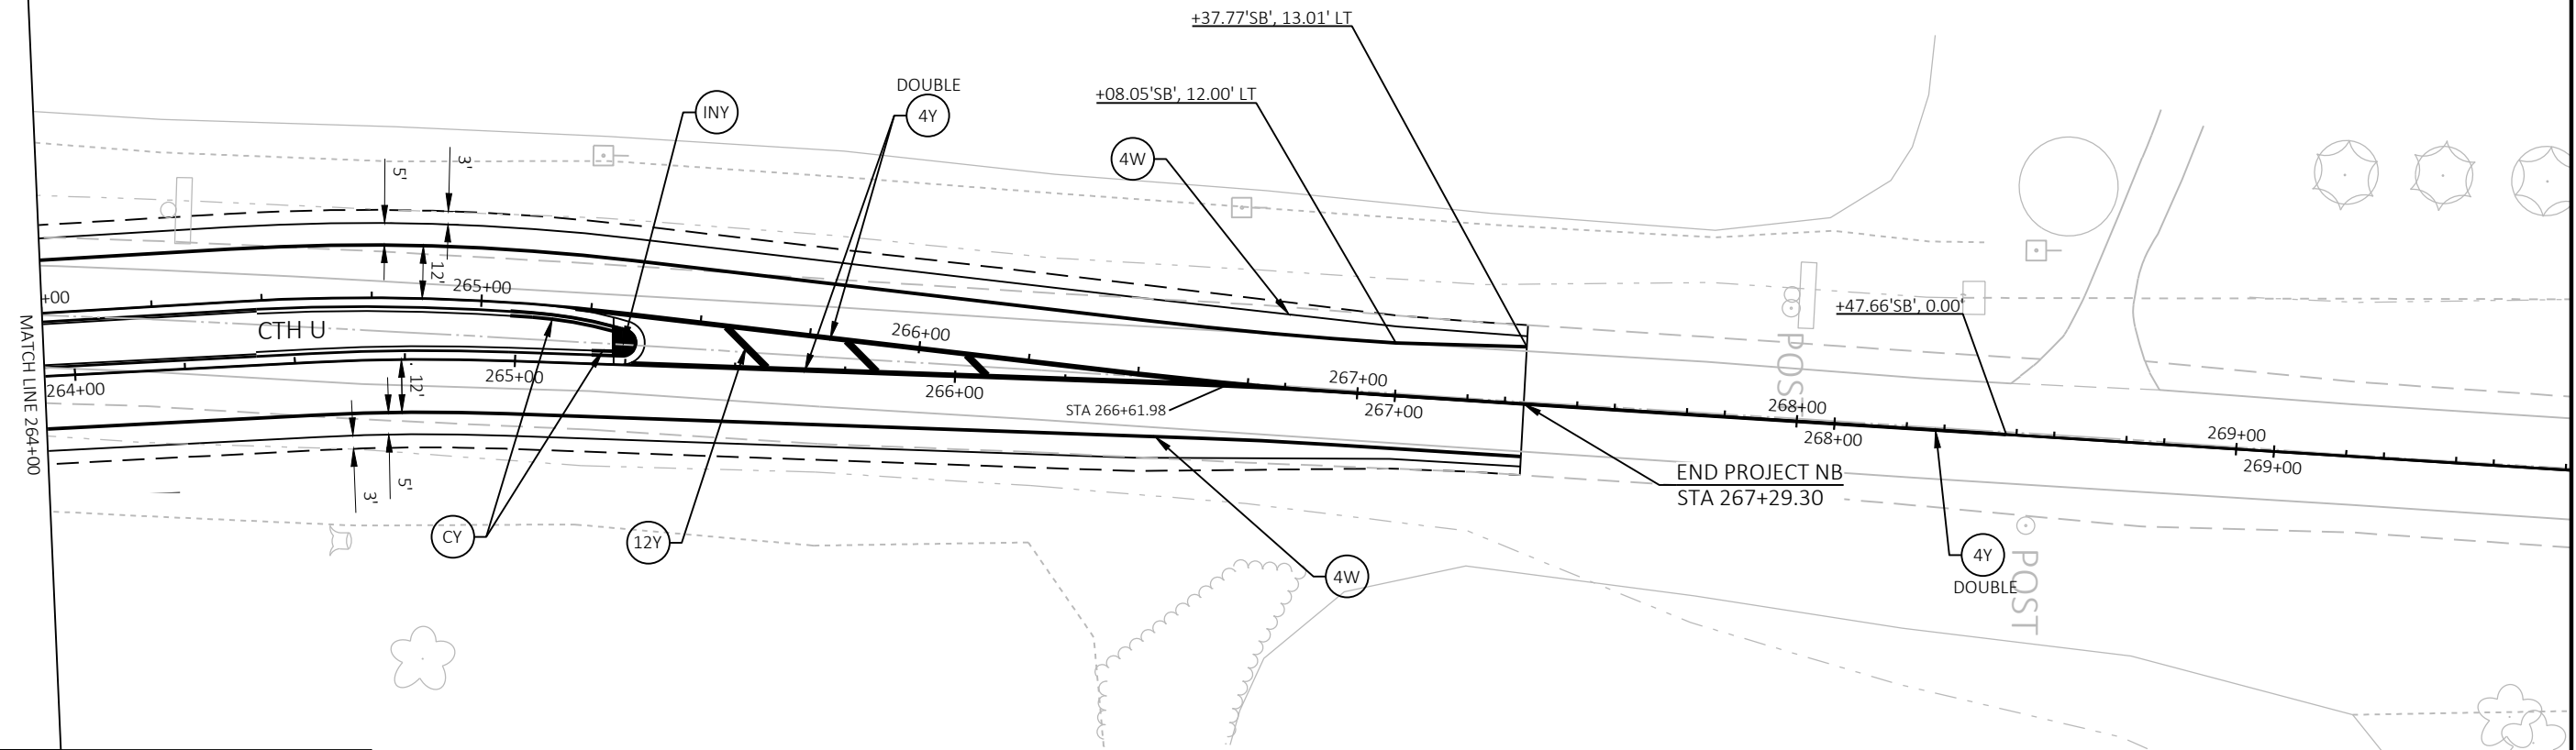 +37.77'SB', 13.01' LT
DOUBLE
4Y
+08.05'SB', 12.00' LT
INY
4W
3'
5'
12'
265+00
+00
CTH U
266+00
+47.66'SB', 0.00'
POST
MATCH LINE 264+00
264+00
265+00
12'
266+00
267+00
STA 266+61.98
267+00
268+00
268+00
269+00
269+00
END PROJECT NB
STA 267+29.30
3'
5'
CY
12Y
4W
4Y
DOUBLE
POST